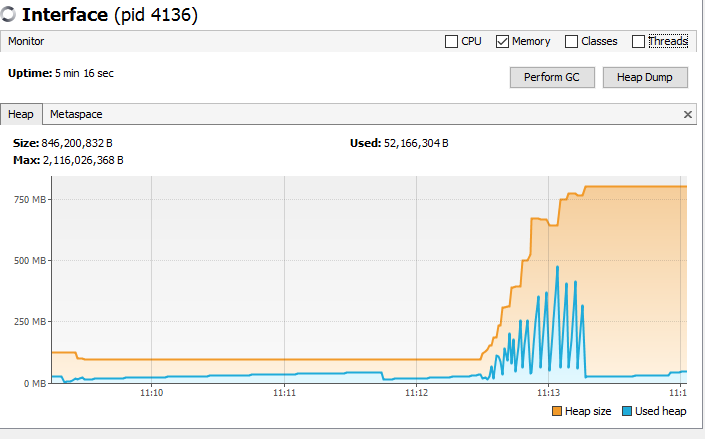 Interface (pid 4136)
Monitor CPU Memory Classes Threads
Uptime: 5 min 16 sec Perform GC Heap Dump
Heap Metaspace
Size: 846,200,832 B Used: 52,166,304 B
Max: 2,116,026,368 B
750 MB
500 MB
250 MB
0 MB
11:10 11:11 11:12 11:13 11:1
Heap size Used heap